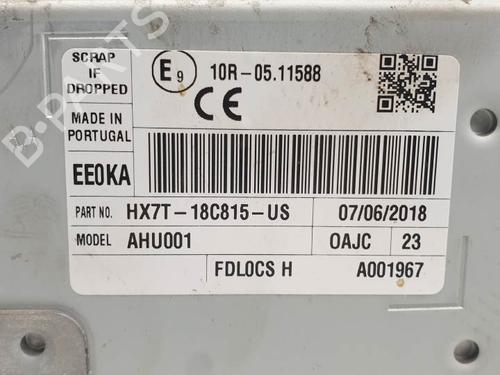 SCRAP
IF
DROPPED
E9
10R-05.11588
CE
MADE IN
PORTUGAL
EE0KA
PART NO. HX7T-18C815-US 07/06/2018
MODEL AHU001 OAJC 23
FDLOCS H A001967
B-PARTS